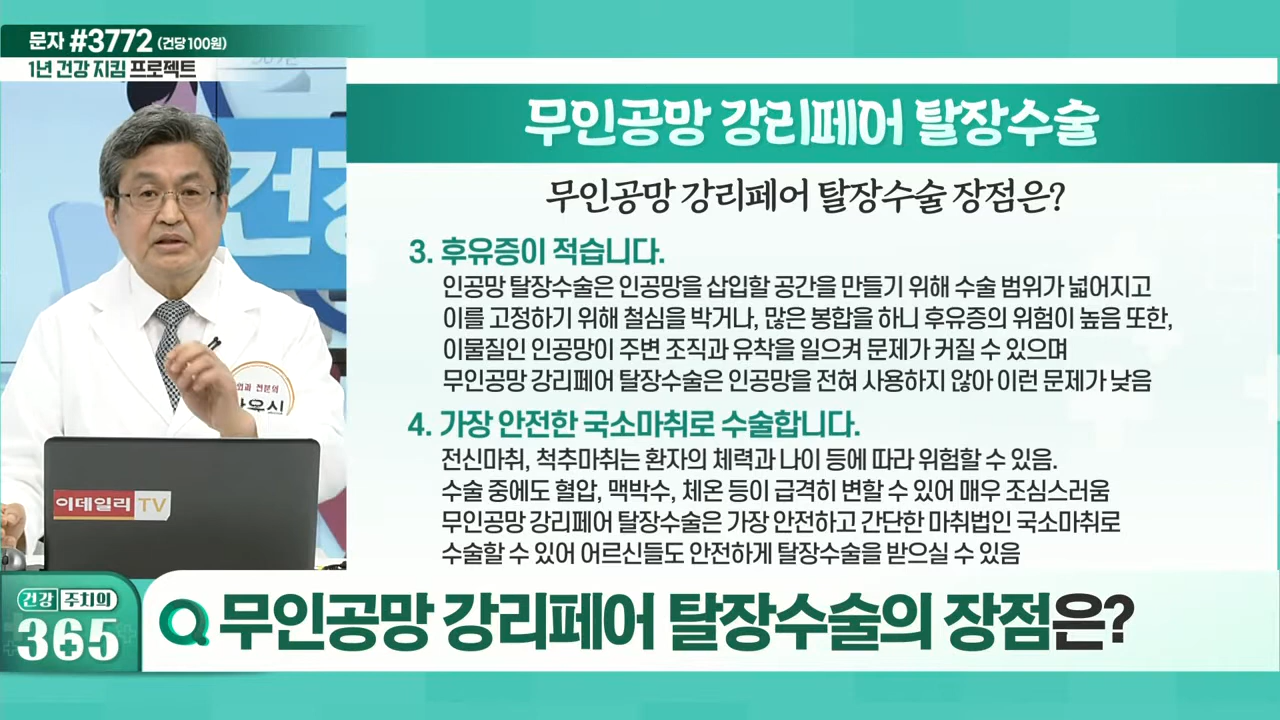 문자 #3772 (건당 100원)
1년 건강 지킴 프로젝트
무인공망 강리페어 탈장수술
무인공망 강리페어 탈장수술 장점은?
3. 후유증이 적습니다.
인공망 탈장수술은 인공망을 삽입할 공간을 만들기 위해 수술 범위가 넓어지고
이를 고정하기 위해 철심을 박거나, 많은 봉합을 하니 후유증의 위험이 높음 또한,
이물질인 인공망이 주변 조직과 유착을 일으켜 문제가 커질 수 있으며
무인공망 강리페어 탈장수술은 인공망을 전혀 사용하지 않아 이런 문제가 낮음
4. 가장 안전한 국소마취로 수술합니다.
전신마취, 척추마취는 환자의 체력과 나이 등에 따라 위험할 수 있음.
수술 중에도 혈압, 맥박수, 체온 등이 급격히 변할 수 있어 매우 조심스러움
무인공망 강리페어 탈장수술은 가장 안전하고 간단한 마취법인 국소마취로
수술할 수 있어 어르신들도 안전하게 탈장수술을 받으실 수 있음
이데일리 TV
건강 주치의
365
무인공망 강리페어 탈장수술의 장점은?